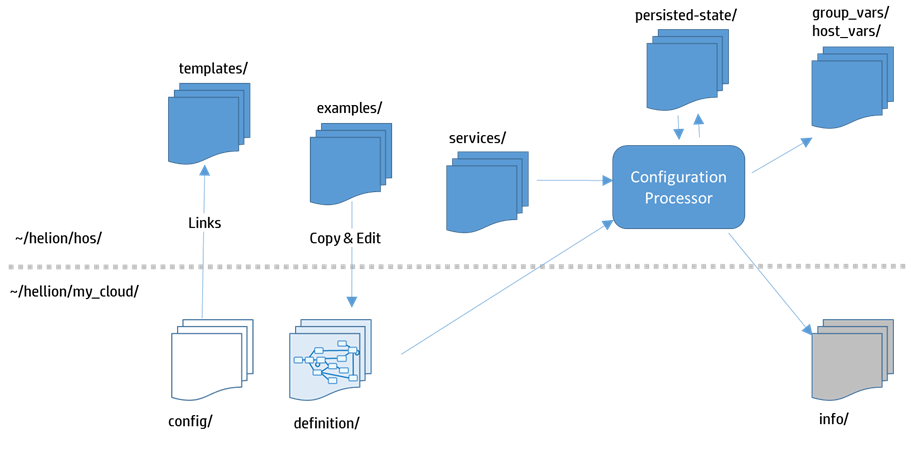 persisted-state/
group_vars/
host_vars/
templates/
examples/
services/
Configuration
Processor
Links
Copy & Edit
~/helion/hos/
~/hellion/my_cloud/
config/
definition/
info/